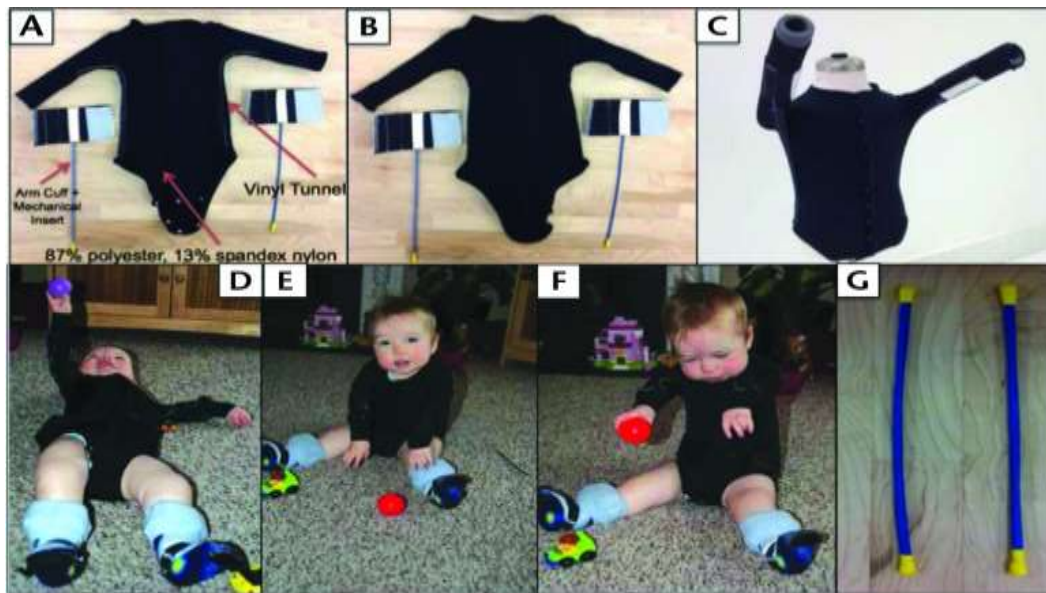 A
B
C
Arm Cuff +
Mechanical
Insert
Vinyl Tunnel
87% polyester, 13% spandex nylon
D
E
F
G